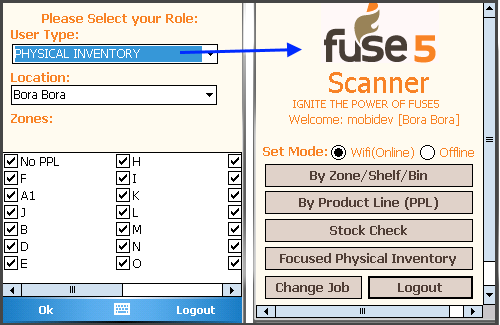 Please Select your Role:
User Type:
PHYSICAL INVENTORY
Location:
Bora Bora
Zones:
No PPL
H
F
I
A1
K
J
L
B
M
D
N
E
O
Ok
Logout
fuse 5
Scanner
IGNITE THE POWER OF FUSE5
Welcome: mobidev [Bora Bora]
Set Mode: Wifi(Online) Offline
By Zone/Shelf/Bin
By Product Line (PPL)
Stock Check
Focused Physical Inventory
Change Job Logout